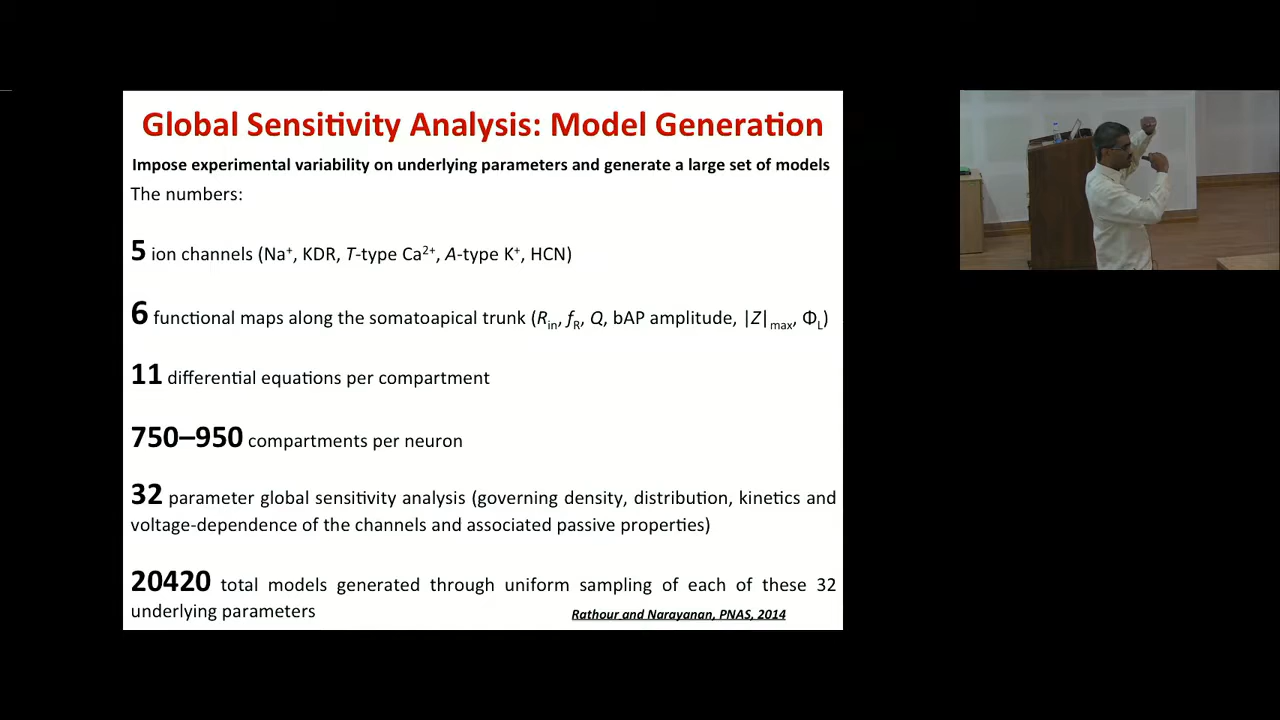 Global Sensitivity Analysis: Model Generation
Impose experimental variability on underlying parameters and generate a large set of models
The numbers:
5 ion channels (Na⁺, KDR, T-type Ca²⁺, A-type K⁺, HCN)
6 functional maps along the somatoapical trunk (Rin, fR, Q, bAP amplitude, |Z|max, ΦL)
11 differential equations per compartment
750–950 compartments per neuron
32 parameter global sensitivity analysis (governing density, distribution, kinetics and
voltage-dependence of the channels and associated passive properties)
20420 total models generated through uniform sampling of each of these 32
underlying parameters
Rathour and Narayanan, PNAS, 2014